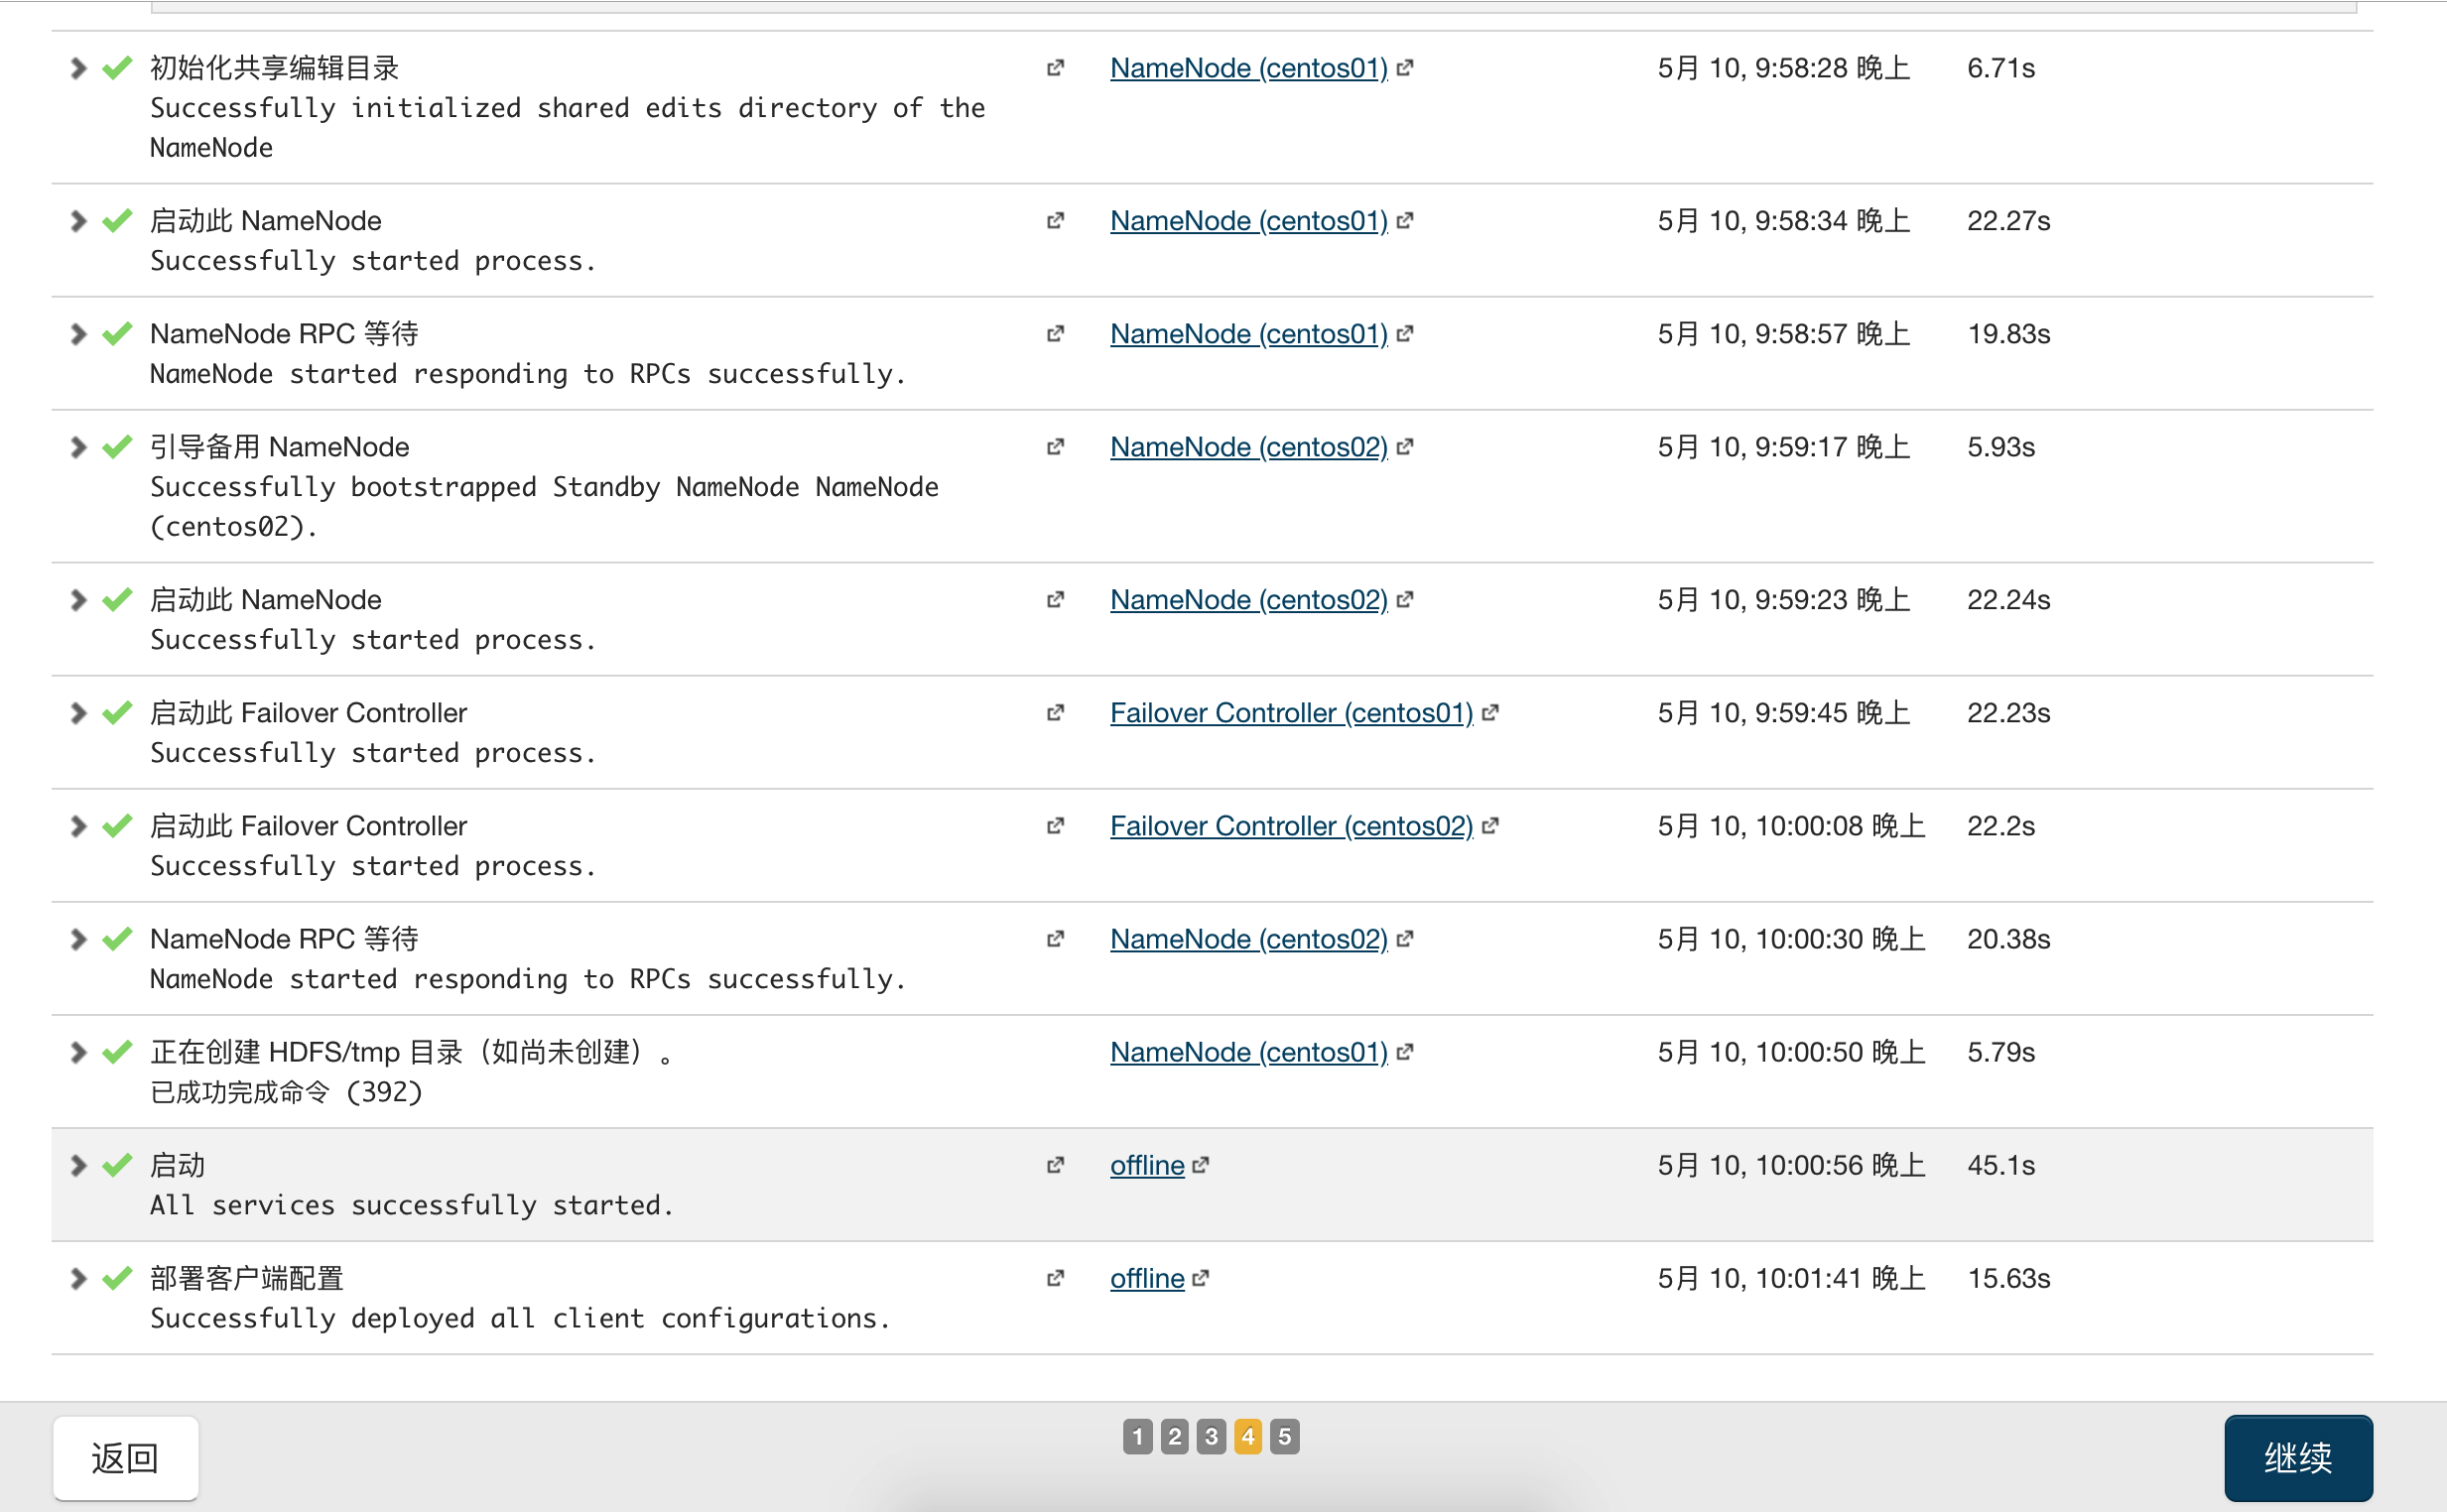 初始化共享编辑目录 NameNode (centos01) 5月 10, 9:58:28 晚上 6.71s
Successfully initialized shared edits directory of the
NameNode
启动此 NameNode NameNode (centos01) 5月 10, 9:58:34 晚上 22.27s
Successfully started process.
NameNode RPC 等待 NameNode (centos01) 5月 10, 9:58:57 晚上 19.83s
NameNode started responding to RPCs successfully.
引导备用 NameNode NameNode (centos02) 5月 10, 9:59:17 晚上 5.93s
Successfully bootstrapped Standby NameNode NameNode
(centos02).
启动此 NameNode NameNode (centos02) 5月 10, 9:59:23 晚上 22.24s
Successfully started process.
启动此 Failover Controller Failover Controller (centos01) 5月 10, 9:59:45 晚上 22.23s
Successfully started process.
启动此 Failover Controller Failover Controller (centos02) 5月 10, 10:00:08 晚上 22.2s
Successfully started process.
NameNode RPC 等待 NameNode (centos02) 5月 10, 10:00:30 晚上 20.38s
NameNode started responding to RPCs successfully.
正在创建 HDFS/tmp 目录（如尚未创建）。 NameNode (centos01) 5月 10, 10:00:50 晚上 5.79s
已成功完成命令 (392)
启动 offline 5月 10, 10:00:56 晚上 45.1s
All services successfully started.
部署客户端配置 offline 5月 10, 10:01:41 晚上 15.63s
Successfully deployed all client configurations.
返回 1 2 3 4 5 继续